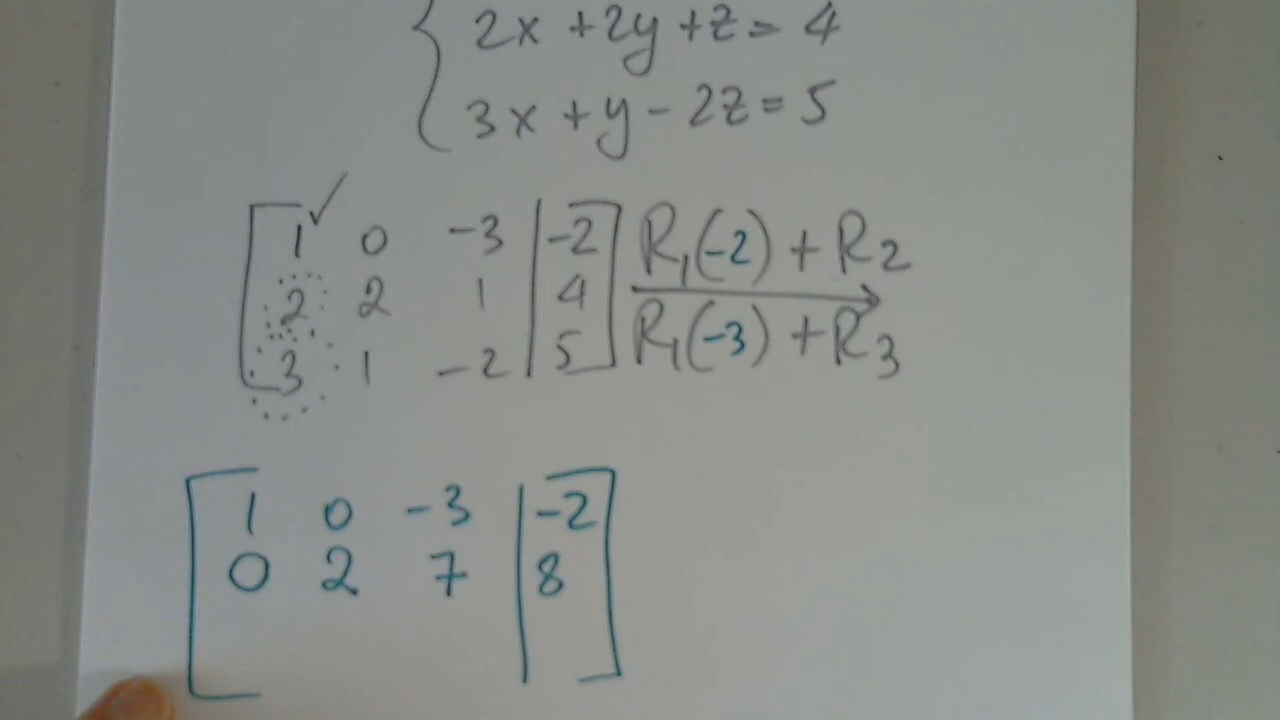 2x + 2y + z = 4
3x + y - 2z = 5
1 0 -3 | -2 R₁(-2) + R₂
2 2 1 | 4
3 1 -2 | 5 R₁(-3) + R₃
1 0 -3 | -2
0 2 7 | 8